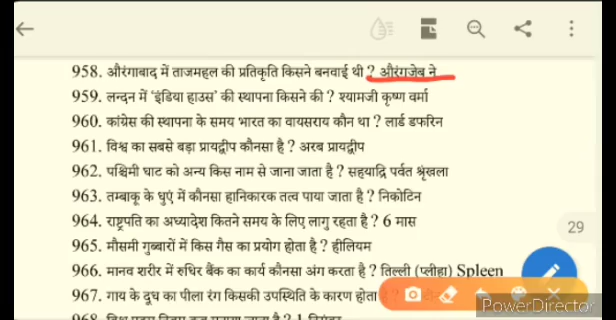 958. औरंगाबाद में ताजमहल की प्रतिकृति किसने बनवाई थी ? औरंगजेब ने
959. लन्दन में ‘इंडिया हाउस’ की स्थापना किसने की ? श्यामजी कृष्ण वर्मा
960. कांग्रेस की स्थापना के समय भारत का वायसराय कौन था ? लार्ड डफरिन
961. विश्व का सबसे बड़ा प्रायद्वीप कौनसा है ? अरब प्रायद्वीप
962. पश्चिमी घाट को अन्य किस नाम से जाना जाता है ? सहयाद्रि पर्वत श्रृंखला
963. तम्बाकू के धुएं में कौनसा हानिकारक तत्व पाया जाता है ? निकोटिन
964. राष्ट्रपति का अध्यादेश कितने समय के लिए लागु रहता है ? 6 मास
29
965. मौसमी गुब्बारों में किस गैस का प्रयोग होता है ? हीलियम
966. मानव शरीर में रुधिर बैंक का कार्य कौनसा अंग करता है ? तिल्ली (प्लीहा) Spleen
967. गाय के दूध का पीला रंग किसकी उपस्थिति के कारण होता
PowerDirector
968.